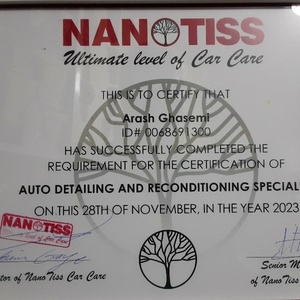 NANOTISS
Ultimate level of Car Care
THIS IS TO CERTIFY THAT
Arash Ghasemi
ID# 0068691300
HAS SUCCESSFULLY COMPLETED THE
REQUIREMENT FOR THE CERTIFICATION OF
AUTO DETAILING AND RECONDITIONING SPECIAL
ON THIS 28TH OF NOVEMBER, IN THE YEAR 2023
NANOTISS
tor of NanoTiss Car Care
Senior M
of NanoTiss